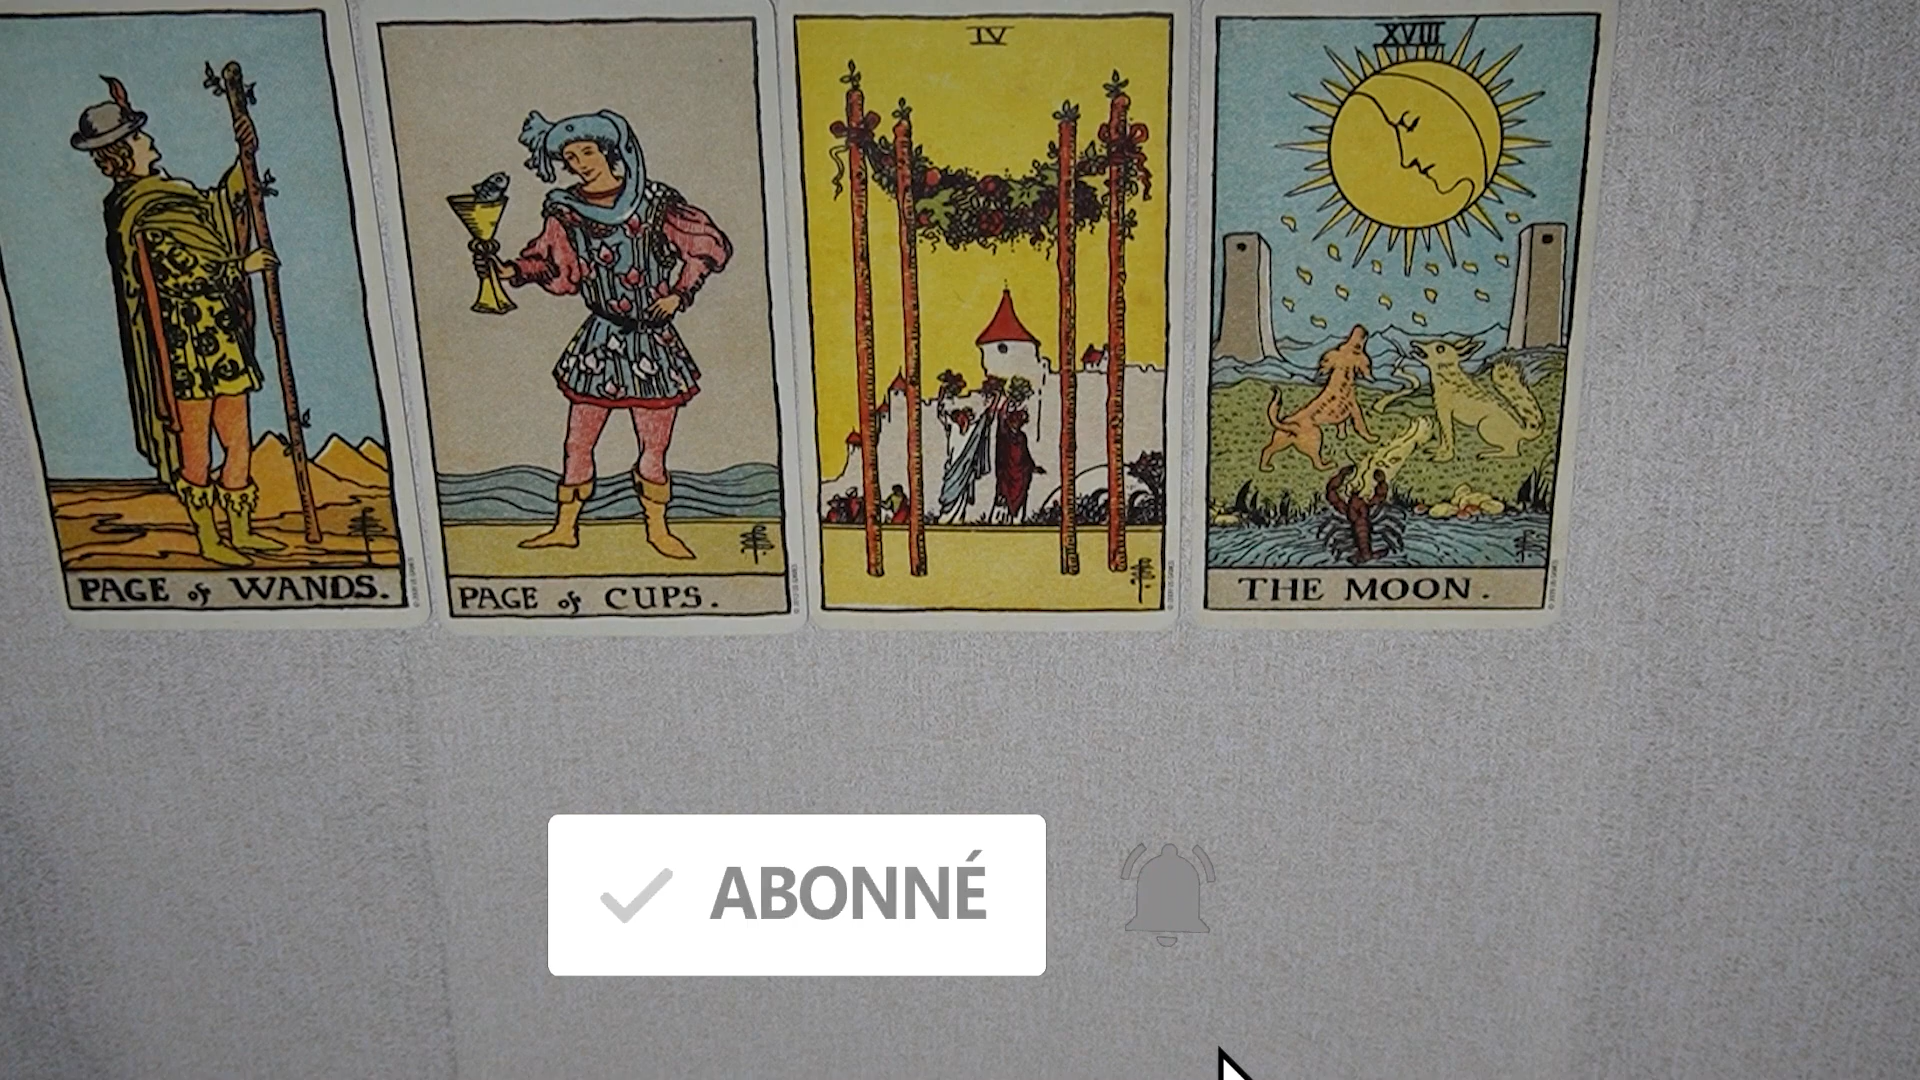 IV
XVIII
PAGE of WANDS.
PAGE of CUPS.
THE MOON.
ABONNÉ